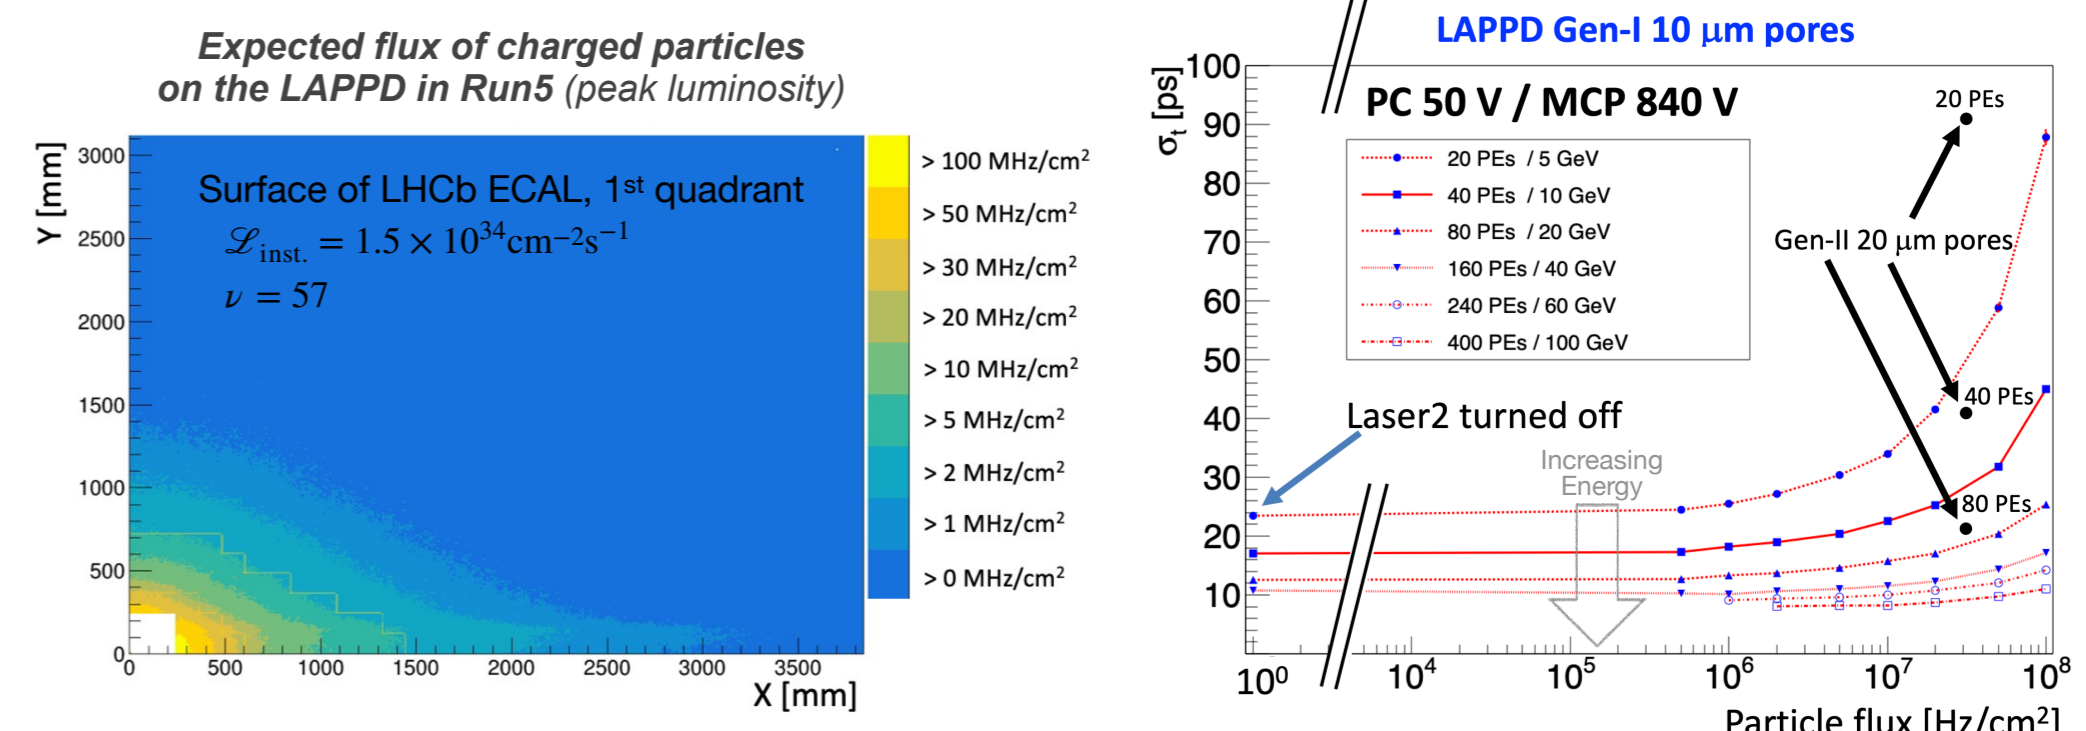 Expected flux of charged particles
on the LAPPD in Run5 (peak luminosity)
Y [mm]
3000
2500
2000
1500
1000
500
0
Surface of LHCb ECAL, 1st quadrant
ℒinst. = 1.5 × 10³⁴cm−2s−1
ν = 57
0 500 1000 1500 2000 2500 3000 3500
X [mm]
> 100 MHz/cm²
> 50 MHz/cm²
> 30 MHz/cm²
> 20 MHz/cm²
> 10 MHz/cm²
> 5 MHz/cm²
> 2 MHz/cm²
> 1 MHz/cm²
> 0 MHz/cm²
LAPPD Gen-I 10 μm pores
σt [ps]
100
90
80
70
60
50
40
30
20
10
PC 50 V / MCP 840 V
20 PEs / 5 GeV
40 PEs / 10 GeV
80 PEs / 20 GeV
160 PEs / 40 GeV
240 PEs / 60 GeV
400 PEs / 100 GeV
20 PEs
Gen-II 20 μm pores
40 PEs
80 PEs
Laser2 turned off
Increasing
Energy
10⁰ 10⁴ 10⁵ 10⁶ 10⁷ 10⁸
Particle flux [Hz/cm²]